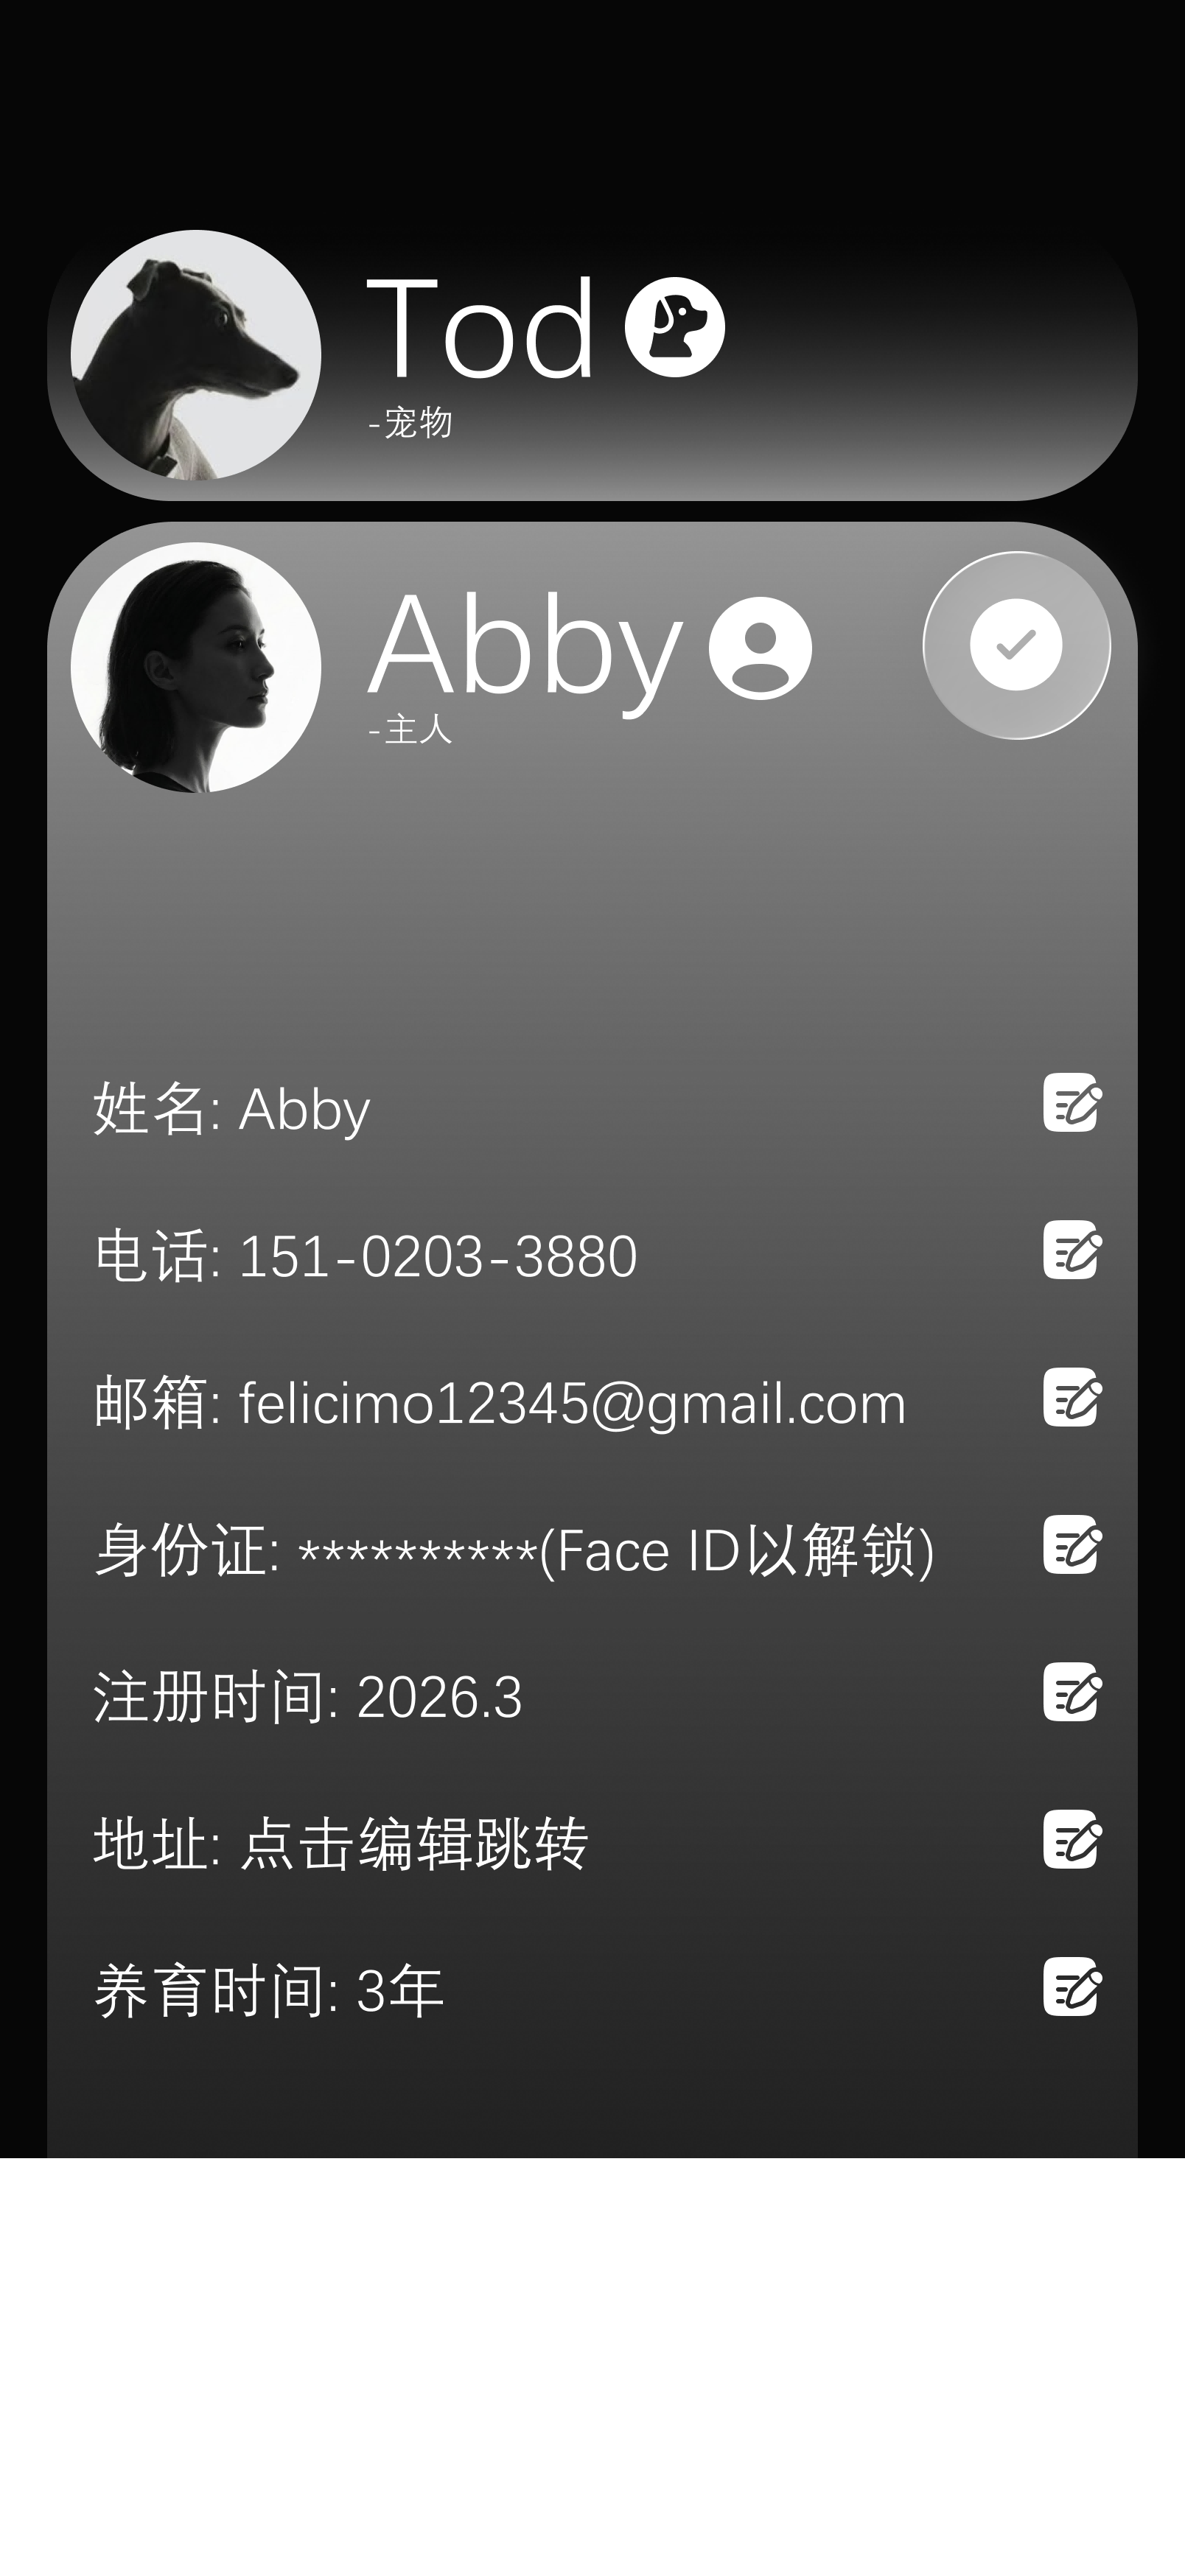 Tod
-宠物
Abby
-主人
姓名: Abby
电话: 151-0203-3880
邮箱: felicimo12345@gmail.com
身份证: **********(Face ID以解锁)
注册时间: 2026.3
地址: 点击编辑跳转
养育时间: 3年